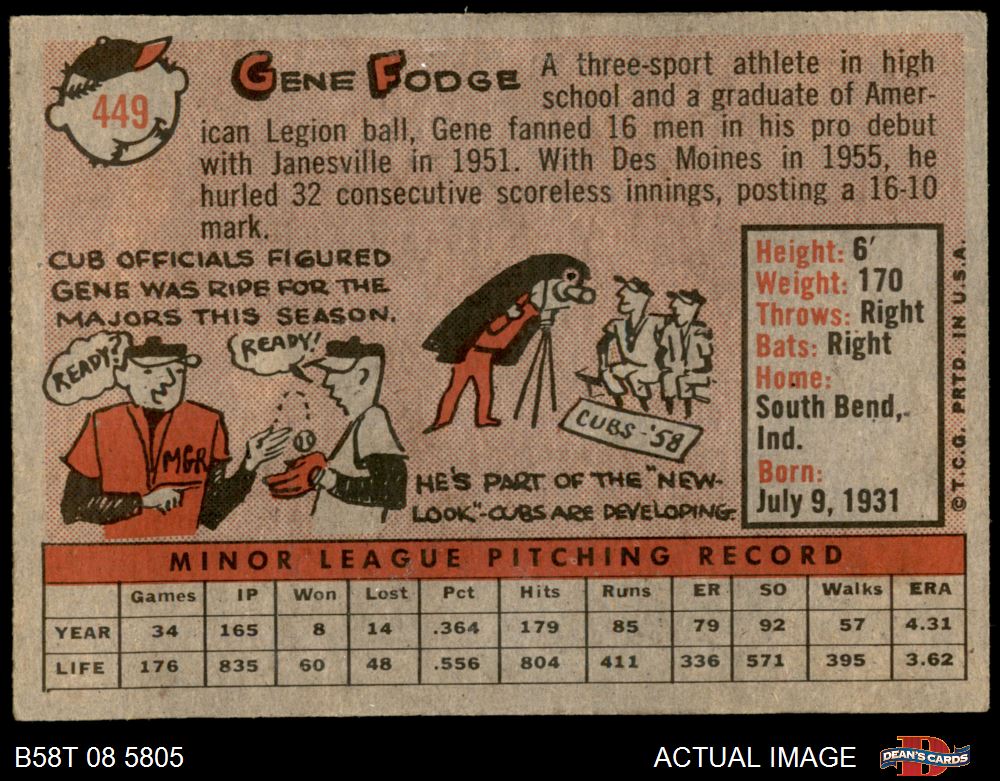 449
GENE FODGE
A three-sport athlete in high
school and a graduate of Amer-
ican Legion ball, Gene fanned 16 men in his pro debut
with Janesville in 1951. With Des Moines in 1955, he
hurled 32 consecutive scoreless innings, posting a 16-10
mark.
CUB OFFICIALS FIGURED
GENE WAS RIPE FOR THE
MAJORS THIS SEASON.
READY?
READY!
MGR
CUBS-'58
HE'S PART OF THE "NEW-
LOOK"-CUBS ARE DEVELOPING.
Height: 6'
Weight: 170
Throws: Right
Bats: Right
Home:
South Bend,
Ind.
Born:
July 9, 1931
© T.C.G. PRTD. IN U.S.A.
MINOR LEAGUE PITCHING RECORD
Games IP Won Lost Pct Hits Runs ER SO Walks ERA
YEAR 34 165 8 14 .364 179 85 79 92 57 4.31
LIFE 176 835 60 48 .556 804 411 336 571 395 3.62
B58T 08 5805
ACTUAL IMAGE
D
DEAN'S CARDS